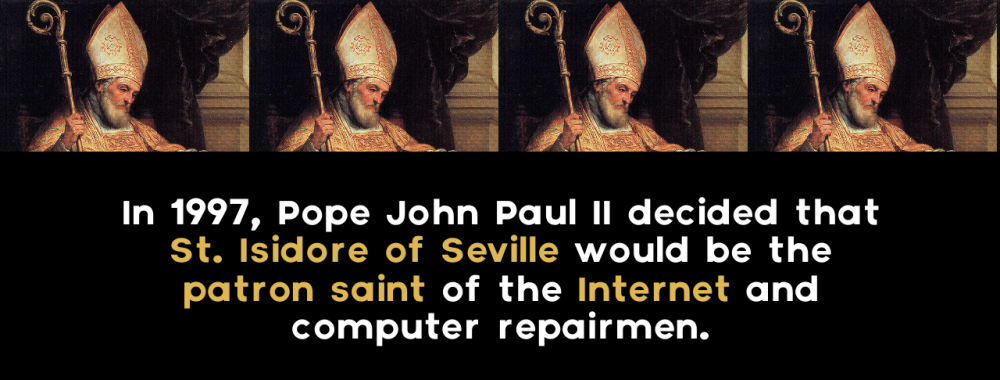 In 1997, Pope John Paul II decided that
St. Isidore of Seville would be the
patron saint of the Internet and
computer repairmen.